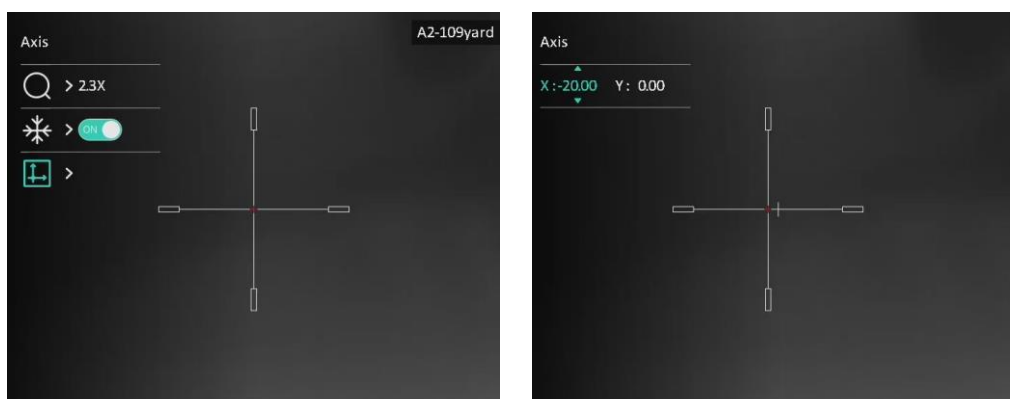 Axis
A2-109yard
> 2.3X
> ON
>
Axis
X :-20.00 Y : 0.00